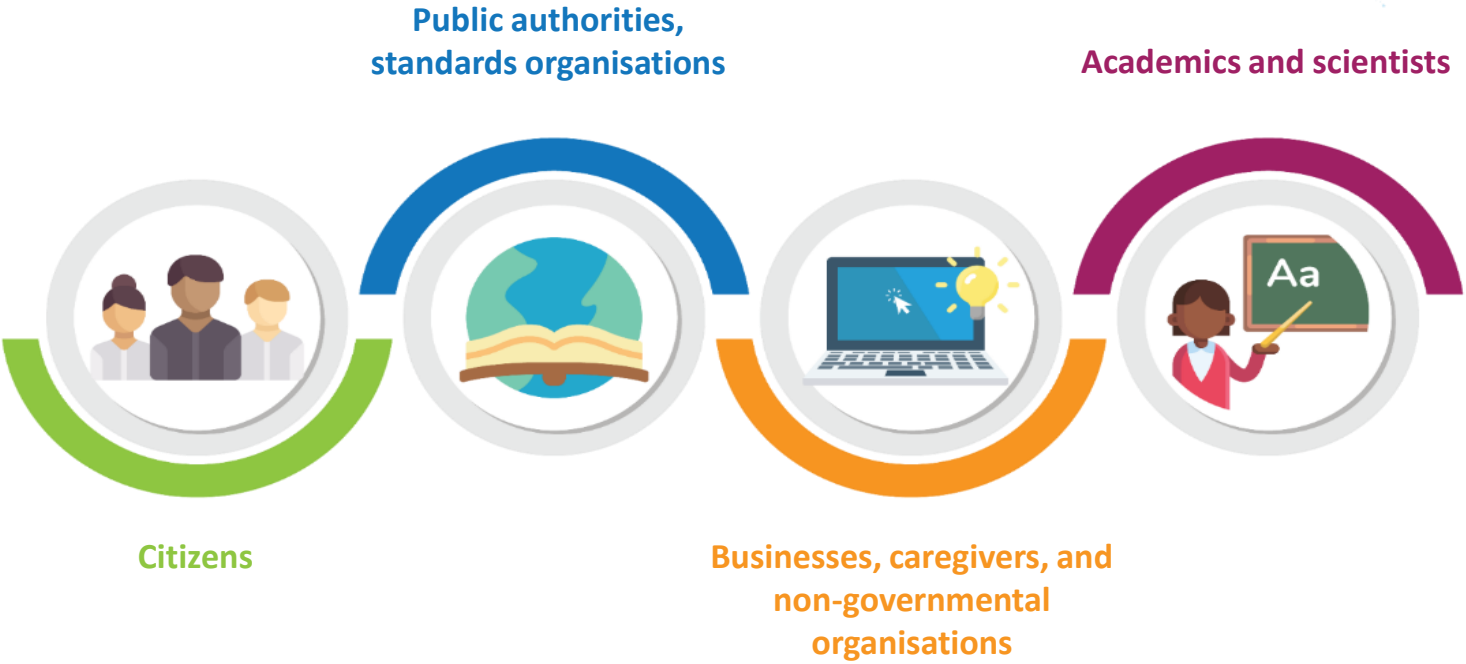 Public authorities,
standards organisations
Academics and scientists
Aa
Citizens
Businesses, caregivers, and
non-governmental
organisations